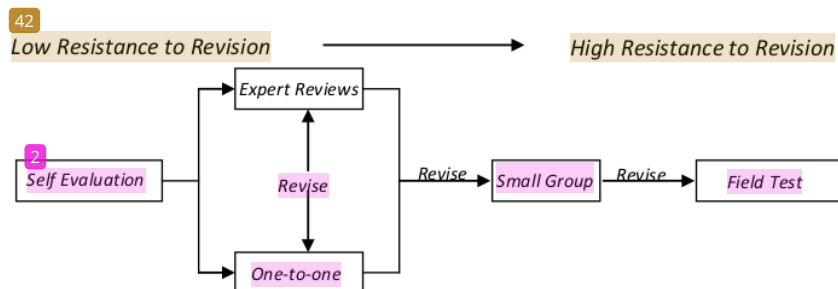 42
Low Resistance to Revision
High Resistance to Revision
Expert Reviews
2
Self Evaluation
Revise
Revise
Small Group
Revise
Field Test
One-to-one